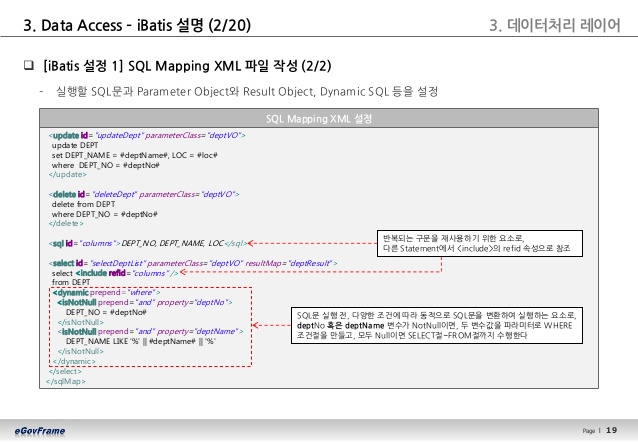 3. Data Access - iBatis 설명 (2/20)
3. 데이터처리 레이어
[iBatis 설정 1] SQL Mapping XML 파일 작성 (2/2)
- 실행할 SQL문과 Parameter Object와 Result Object, Dynamic SQL 등을 설정
SQL Mapping XML 설정
<update id="updateDept" parameterClass="deptVO">
update DEPT
set DEPT_NAME = #deptName#, LOC = #loc#
where DEPT_NO = #deptNo#
</update>
<delete id="deleteDept" parameterClass="deptVO">
delete from DEPT
where DEPT_NO = #deptNo#
</delete>
<sql id="columns">DEPT_NO, DEPT_NAME, LOC</sql>
반복되는 구문을 재사용하기 위한 요소로,
다른 Statement에서 <include>의 refid 속성으로 참조
<select id="selectDeptList" parameterClass="deptVO" resultMap="deptResult">
select <include refid="columns"/>
from DEPT
<dynamic prepend="where">
<isNotNull prepend="and" property="deptNo">
DEPT_NO = #deptNo#
</isNotNull>
<isNotNull prepend="and" property="deptName">
DEPT_NAME LIKE '%' || #deptName# || '%'
</isNotNull>
</dynamic>
</select>
</sqlMap>
SQL문 실행 전, 다양한 조건에 따라 동적으로 SQL문을 변환하여 실행하는 요소로,
deptNo 혹은 deptName 변수가 NotNull이면, 두 변수값을 파라미터로 WHERE
조건절을 만들고, 모두 Null이면 SELECT절~FROM절까지 수행한다
eGovFrame
Page | 19